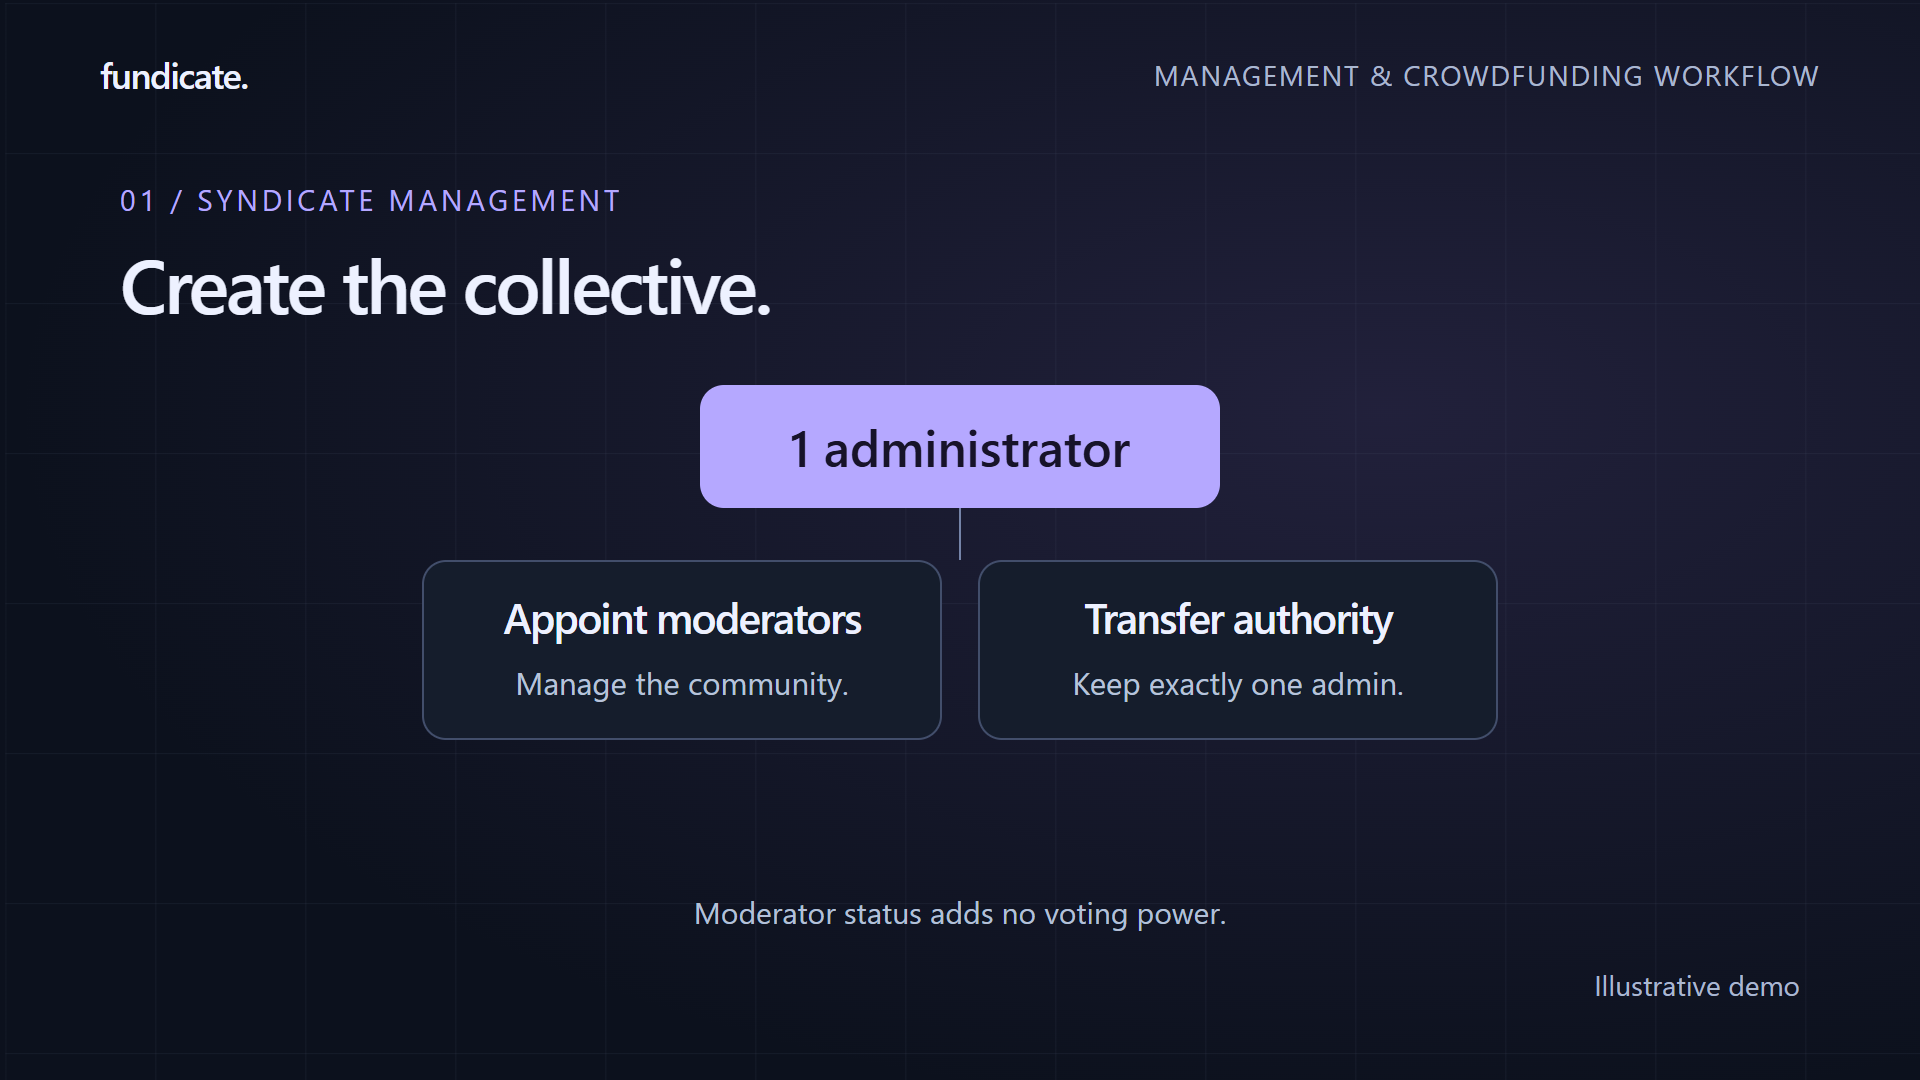 fundicate.
MANAGEMENT & CROWDFUNDING WORKFLOW
01 / SYNDICATE MANAGEMENT
Create the collective.
1 administrator
Appoint moderators
Manage the community.
Transfer authority
Keep exactly one admin.
Moderator status adds no voting power.
Illustrative demo